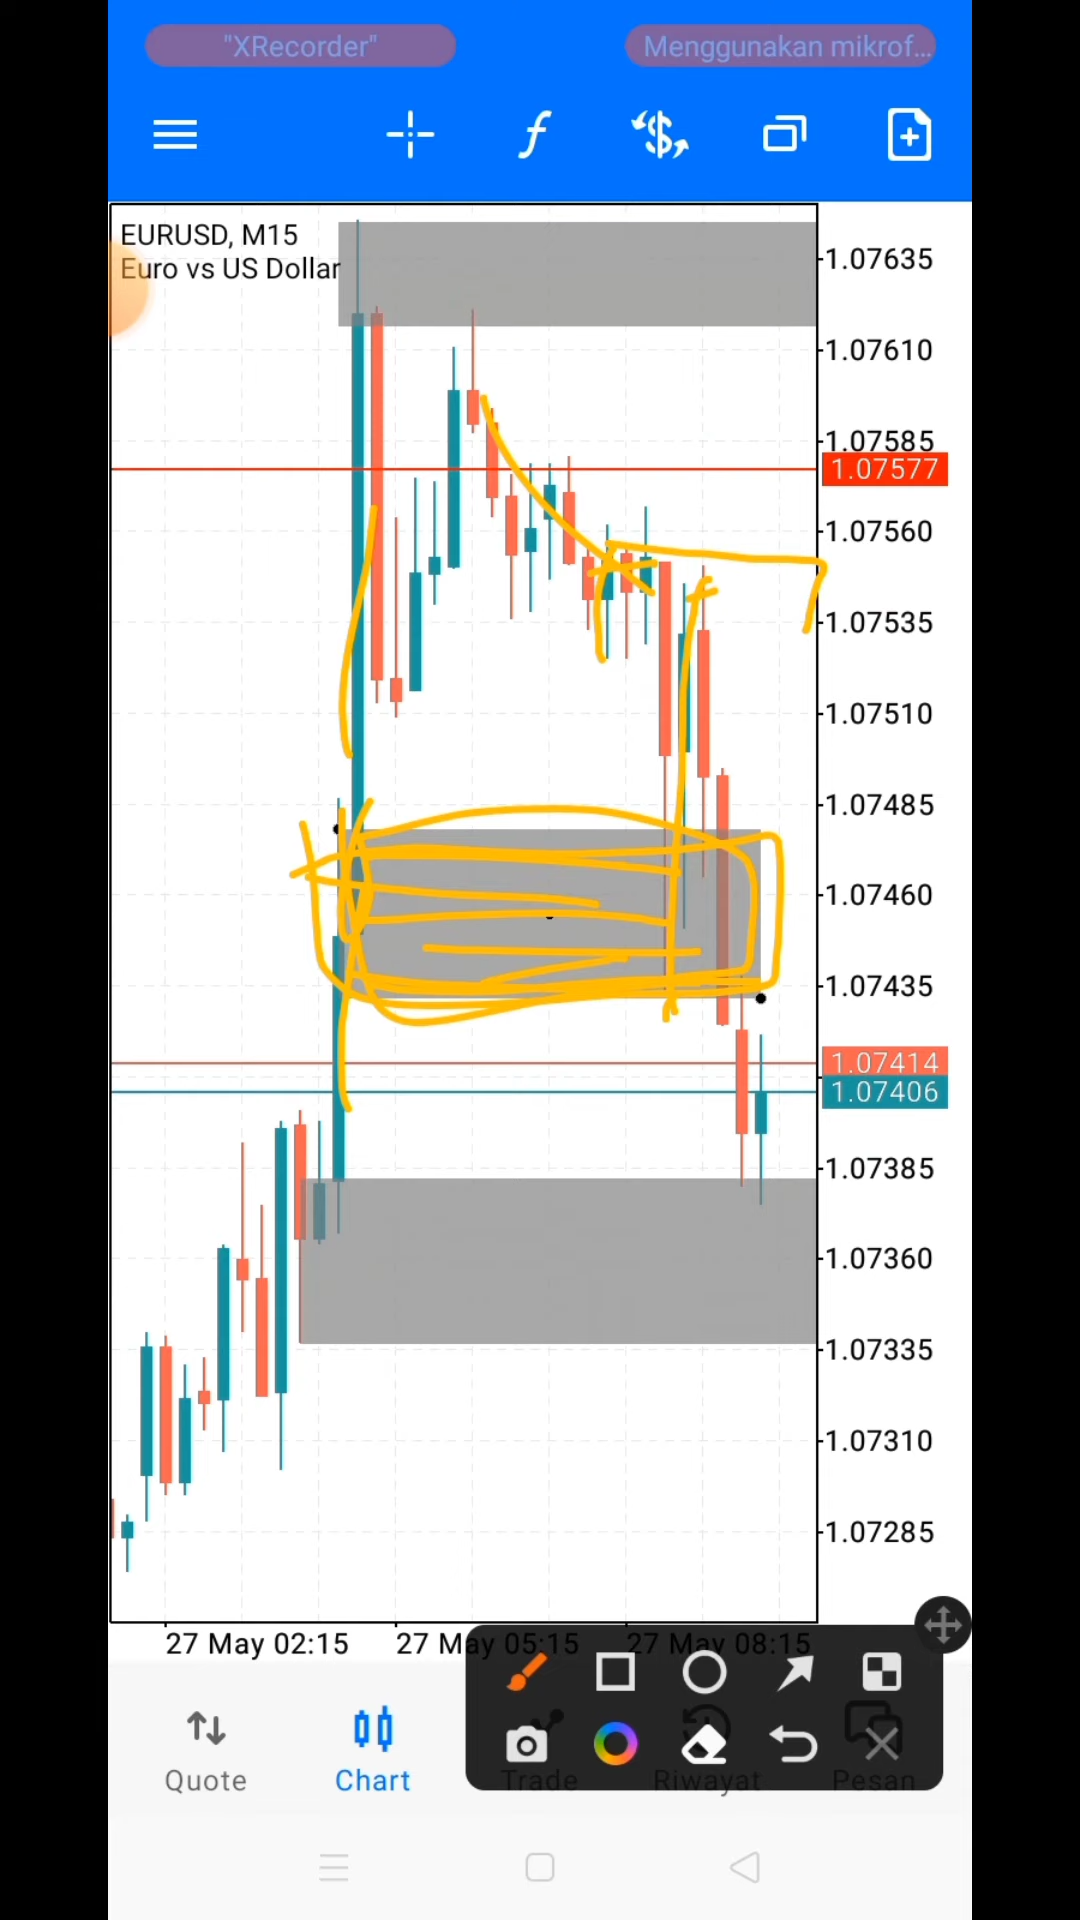 "XRecorder"
Menggunakan mikrof...
EURUSD, M15
Euro vs US Dollar
1.07635
1.07610
1.07585
1.07577
1.07560
1.07535
1.07510
1.07485
1.07460
1.07435
1.07414
1.07406
1.07385
1.07360
1.07335
1.07310
1.07285
27 May 02:15
27 May 05:15
27 May 08:15
Quote
Chart
Trade
Riwayat
Pesan